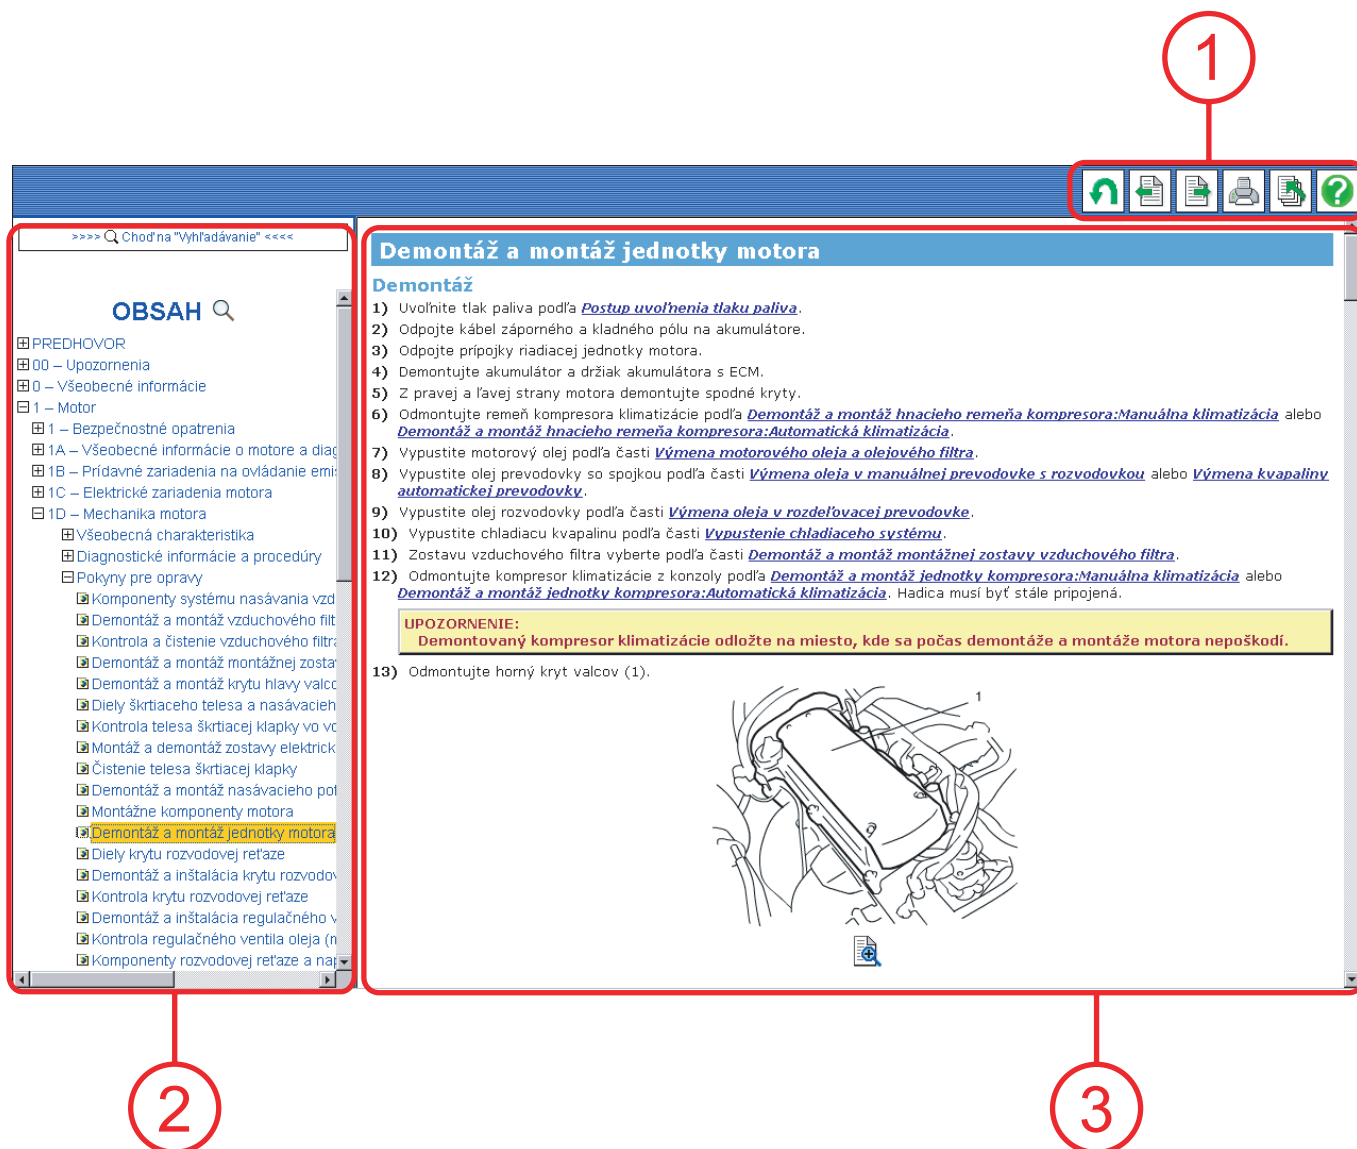 1
>>>> Choď na "Vyhľadávanie" <<<<
OBSAH
PREDHOVOR
00 – Upozornenia
0 – Všeobecné informácie
1 – Motor
1 – Bezpečnostné opatrenia
1A – Všeobecné informácie o motore a diag
1B – Prídavné zariadenia na ovládanie emis
1C – Elektrické zariadenia motora
1D – Mechanika motora
Všeobecná charakteristika
Diagnostické informácie a procedúry
Pokyny pre opravy
Komponenty systému nasávania vzd
Demontáž a montáž vzduchového filt
Kontrola a čistenie vzduchového filtra
Demontáž a montáž montážnej zostav
Demontáž a montáž krytu hlavy valco
Diely škrtiaceho telesa a nasávacieh
Kontrola telesa škrtiacej klapky vo vo
Montáž a demontáž zostavy elektrick
Čistenie telesa škrtiacej klapky
Demontáž a montáž nasávacieho pot
Montážne komponenty motora
Demontáž a montáž jednotky motora
Diely krytu rozvodovej reťaze
Demontáž a inštalácia krytu rozvodov
Kontrola krytu rozvodovej reťaze
Demontáž a inštalácia regulačného v
Kontrola regulačného ventila oleja (n
Komponenty rozvodovej reťaze a nap
2
Demontáž a montáž jednotky motora
Demontáž
1) Uvoľnite tlak paliva podľa Postup uvoľnenia tlaku paliva.
2) Odpojte kábel záporného a kladného pólu na akumulátore.
3) Odpojte prípojky riadiacej jednotky motora.
4) Demontujte akumulátor a držiak akumulátora s ECM.
5) Z pravej a ľavej strany motora demontujte spodné kryty.
6) Odmontujte remeň kompresora klimatizácie podľa Demontáž a montáž hnacieho remeňa kompresora:Manuálna klimatizácia alebo
Demontáž a montáž hnacieho remeňa kompresora:Automatická klimatizácia.
7) Vypustite motorový olej podľa časti Výmena motorového oleja a olejového filtra.
8) Vypustite olej prevodovky so spojkou podľa časti Výmena oleja v manuálnej prevodovke s rozvodovkou alebo Výmena kvapaliny
automatickej prevodovky.
9) Vypustite olej rozvodovky podľa časti Výmena oleja v rozdeľovacej prevodovke.
10) Vypustite chladiacu kvapalinu podľa časti Vypustenie chladiaceho systému.
11) Zostavu vzduchového filtra vyberte podľa časti Demontáž a montáž montážnej zostavy vzduchového filtra.
12) Odmontujte kompresor klimatizácie z konzoly podľa Demontáž a montáž jednotky kompresora:Manuálna klimatizácia alebo
Demontáž a montáž jednotky kompresora:Automatická klimatizácia. Hadica musí byť stále pripojená.
UPOZORNENIE:
Demontovaný kompresor klimatizácie odložte na miesto, kde sa počas demontáže a montáže motora nepoškodí.
13) Odmontujte horný kryt valcov (1).
1
3